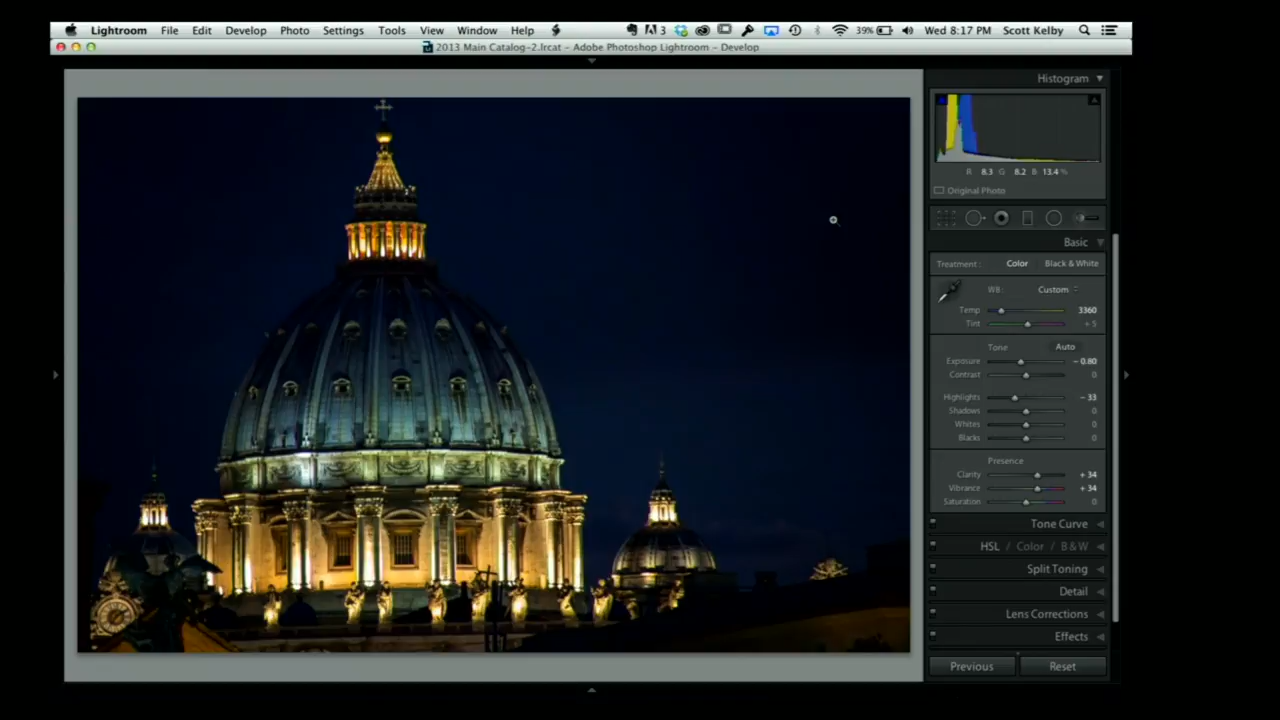 Lightroom File Edit Develop Photo Settings Tools View Window Help 3 39% Wed 8:17 PM Scott Kelby
2013 Main Catalog-2.lrcat – Adobe Photoshop Lightroom – Develop
Histogram
R 8.3 G 8.2 B 13.4 %
Original Photo
Basic
Treatment : Color Black & White
WB : Custom
Temp 3360
Tint + 5
Tone Auto
Exposure – 0.80
Contrast 0
Highlights – 33
Shadows 0
Whites 0
Blacks 0
Presence
Clarity + 34
Vibrance + 34
Saturation 0
Tone Curve
HSL / Color / B & W
Split Toning
Detail
Lens Corrections
Effects
Previous Reset